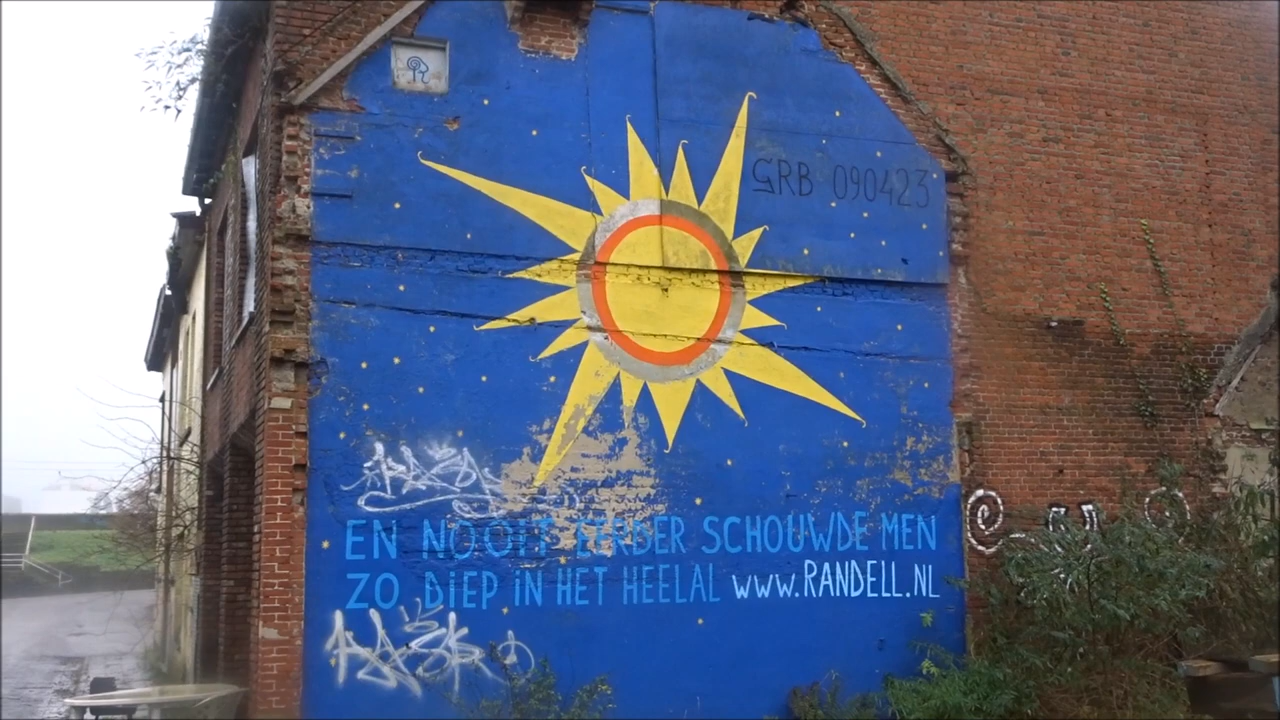 GRB 090423
EN NOOIT EERDER SCHOUWDE MEN
ZO DiEP iN HET HEELAL www.RANDELL.NL